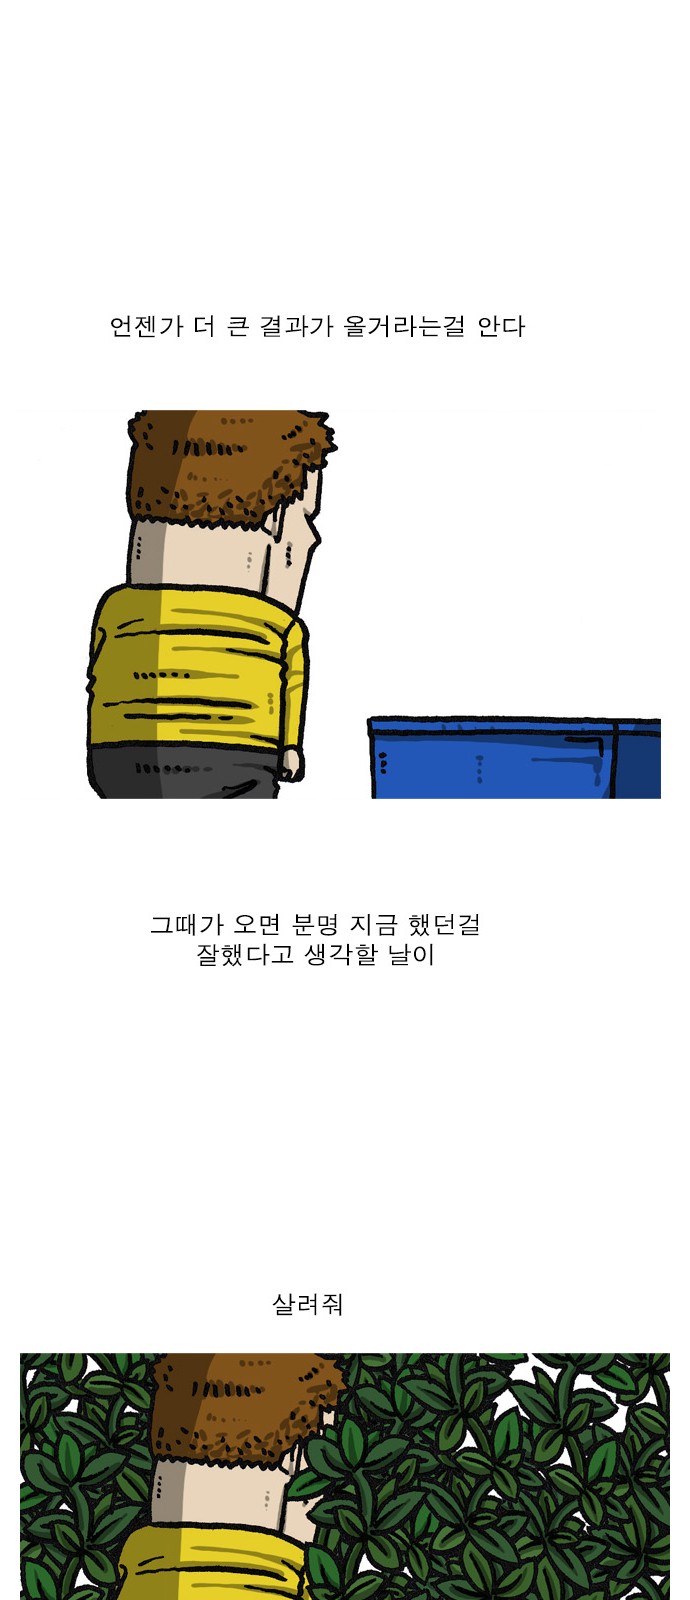 언젠가 더 큰 결과가 올거라는걸 안다
그때가 오면 분명 지금 했던걸
잘했다고 생각할 날이
살려줘